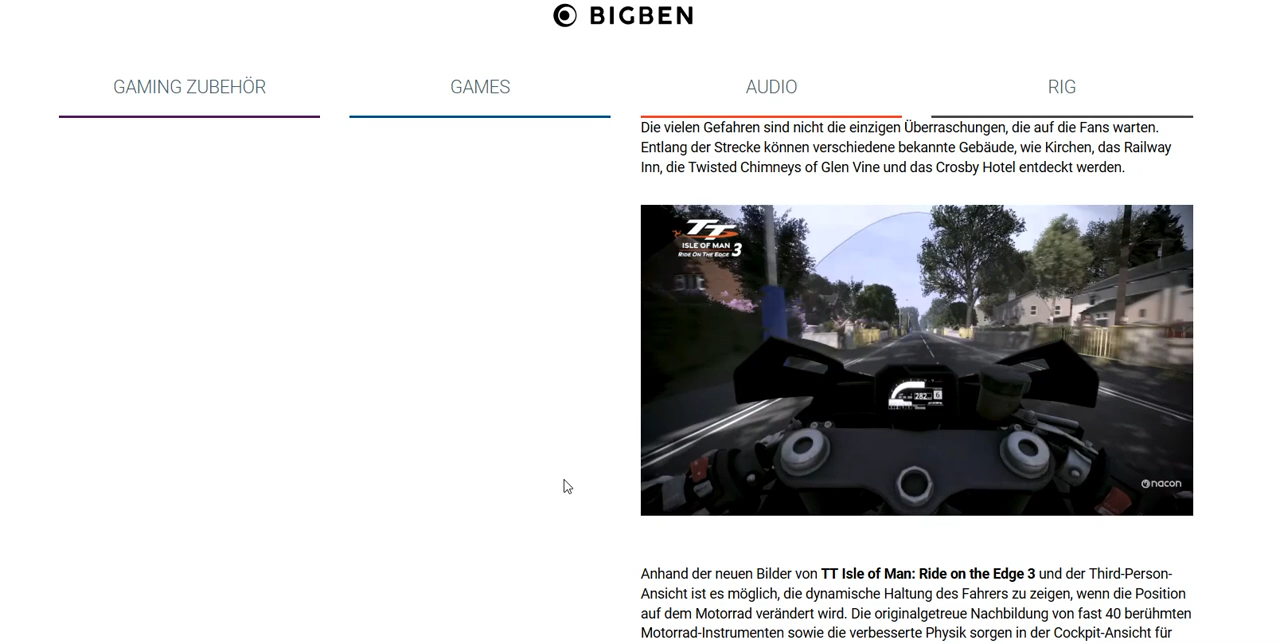 BIGBEN
GAMING ZUBEHÖR
GAMES
AUDIO
RIG
Die vielen Gefahren sind nicht die einzigen Überraschungen, die auf die Fans warten.
Entlang der Strecke können verschiedene bekannte Gebäude, wie Kirchen, das Railway
Inn, die Twisted Chimneys of Glen Vine und das Crosby Hotel entdeckt werden.
TT
ISLE OF MAN
RIDE ON THE EDGE 3
282
6
nacon
Anhand der neuen Bilder von TT Isle of Man: Ride on the Edge 3 und der Third-Person-
Ansicht ist es möglich, die dynamische Haltung des Fahrers zu zeigen, wenn die Position
auf dem Motorrad verändert wird. Die originalgetreue Nachbildung von fast 40 berühmten
Motorrad-Instrumenten sowie die verbesserte Physik sorgen in der Cockpit-Ansicht für